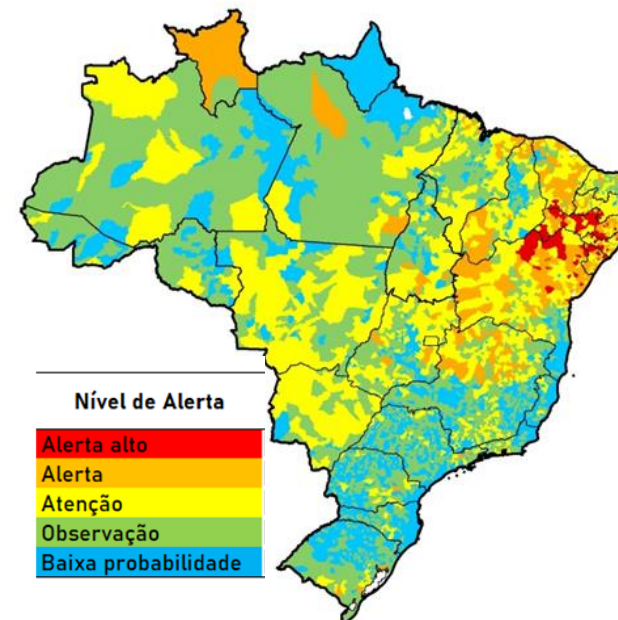 Nível de Alerta
Alerta alto
Alerta
Atenção
Observação
Baixa probabilidade